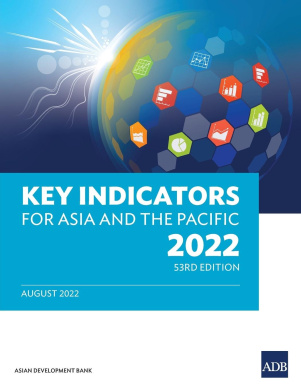 KEY INDICATORS
FOR ASIA AND THE PACIFIC
2022
53RD EDITION
AUGUST 2022
ASIAN DEVELOPMENT BANK
ADB